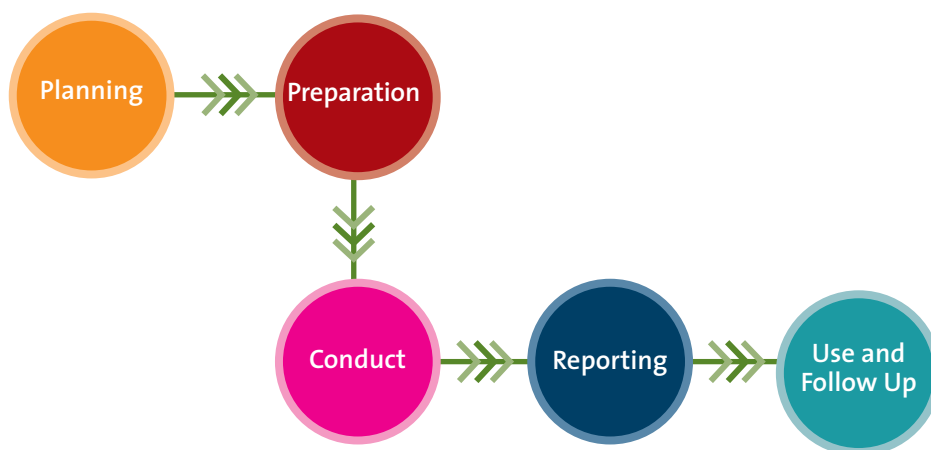 Planning
Preparation
Conduct
Reporting
Use and
Follow Up